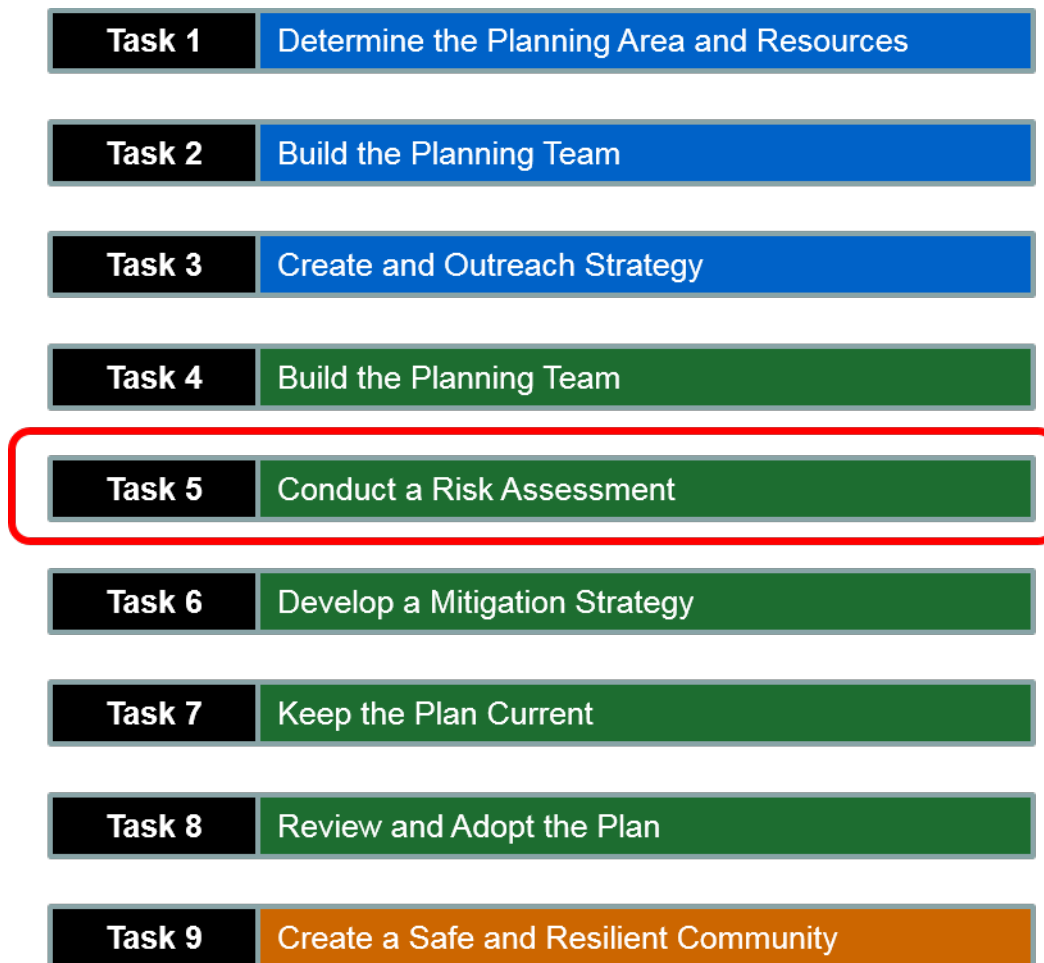 Task 1 Determine the Planning Area and Resources
Task 2 Build the Planning Team
Task 3 Create and Outreach Strategy
Task 4 Build the Planning Team
Task 5 Conduct a Risk Assessment
Task 6 Develop a Mitigation Strategy
Task 7 Keep the Plan Current
Task 8 Review and Adopt the Plan
Task 9 Create a Safe and Resilient Community